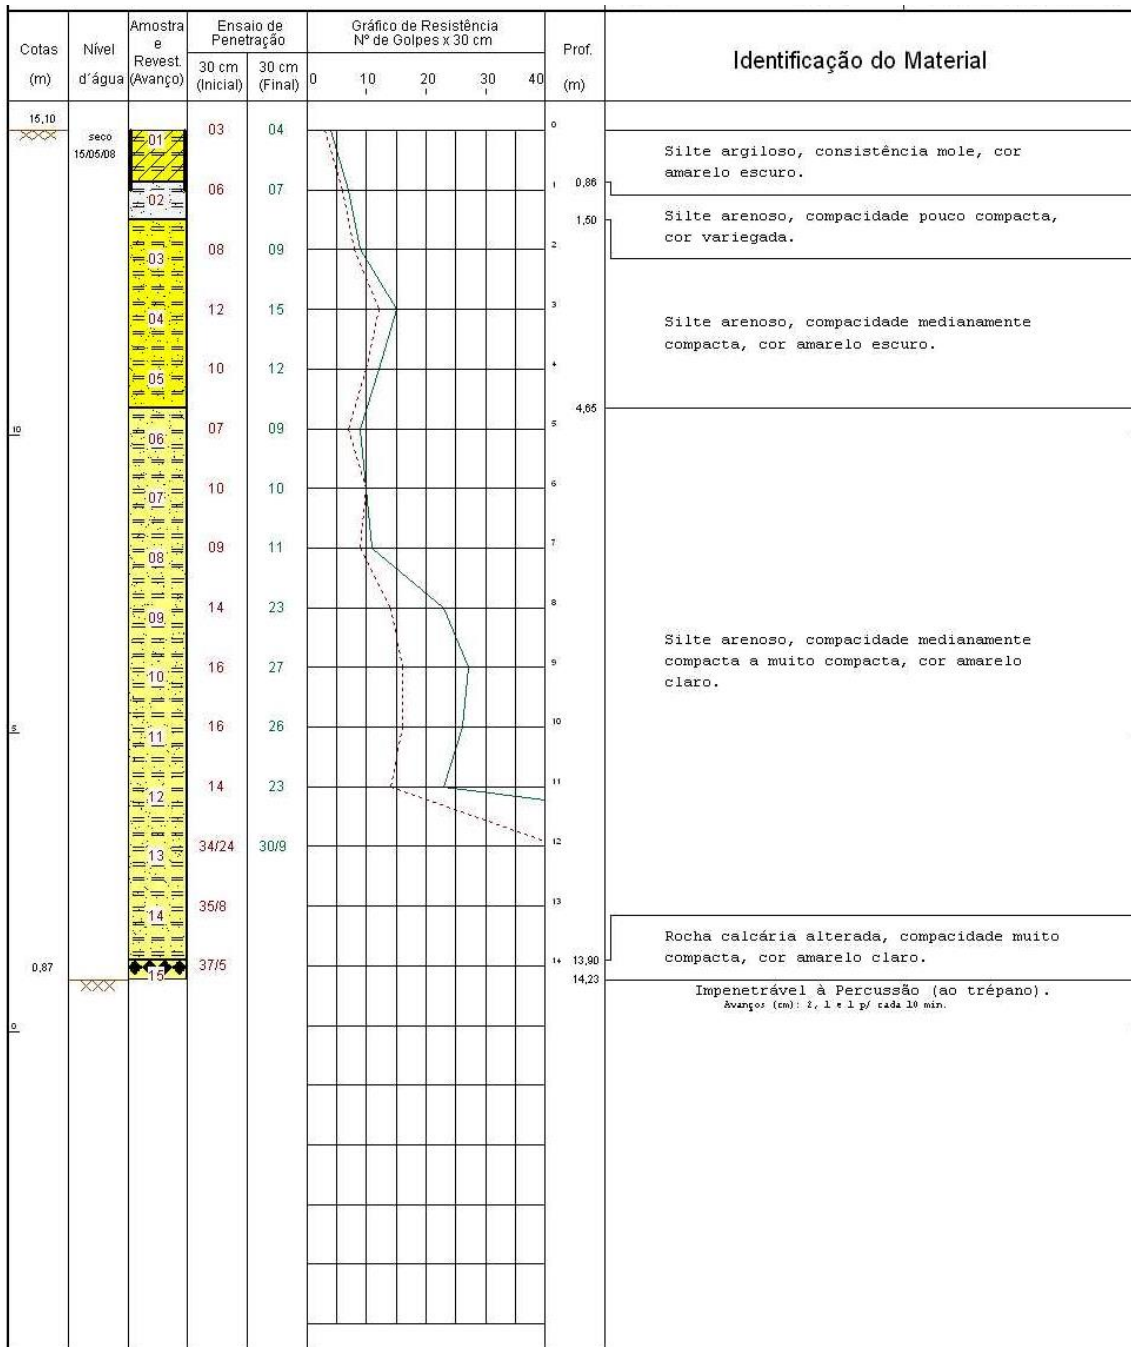 Cotas
(m)
Nível
d´água
Amostra
e
Revest.
(Avanço)
Ensaio de
Penetração
30 cm
(Inicial)
30 cm
(Final)
Gráfico de Resistência
Nº de Golpes x 30 cm
0 10 20 30 40
Prof.
(m)
Identificação do Material
15,10
seco
15/05/08
01 03 04 0
Silte argiloso, consistência mole, cor
amarelo escuro.
0,86
02 06 07 1
Silte arenoso, compacidade pouco compacta,
cor variegada.
1,50
03 08 09 2
04 12 15 3
Silte arenoso, compacidade medianamente
compacta, cor amarelo escuro.
05 10 12 4
4,65
10
06 07 09 5
07 10 10 6
08 09 11 7
09 14 23 8
Silte arenoso, compacidade medianamente
compacta a muito compacta, cor amarelo
claro.
10 16 27 9
5
11 16 26 10
12 14 23 11
13 34/24 30/9 12
14 35/8 13
Rocha calcária alterada, compacidade muito
compacta, cor amarelo claro.
0,87
15 37/5 14 13,90
14,23
Impenetrável à Percussão (ao trépano).
Avanços (cm): 2, 1 e 1 p/ cada 10 min.
0